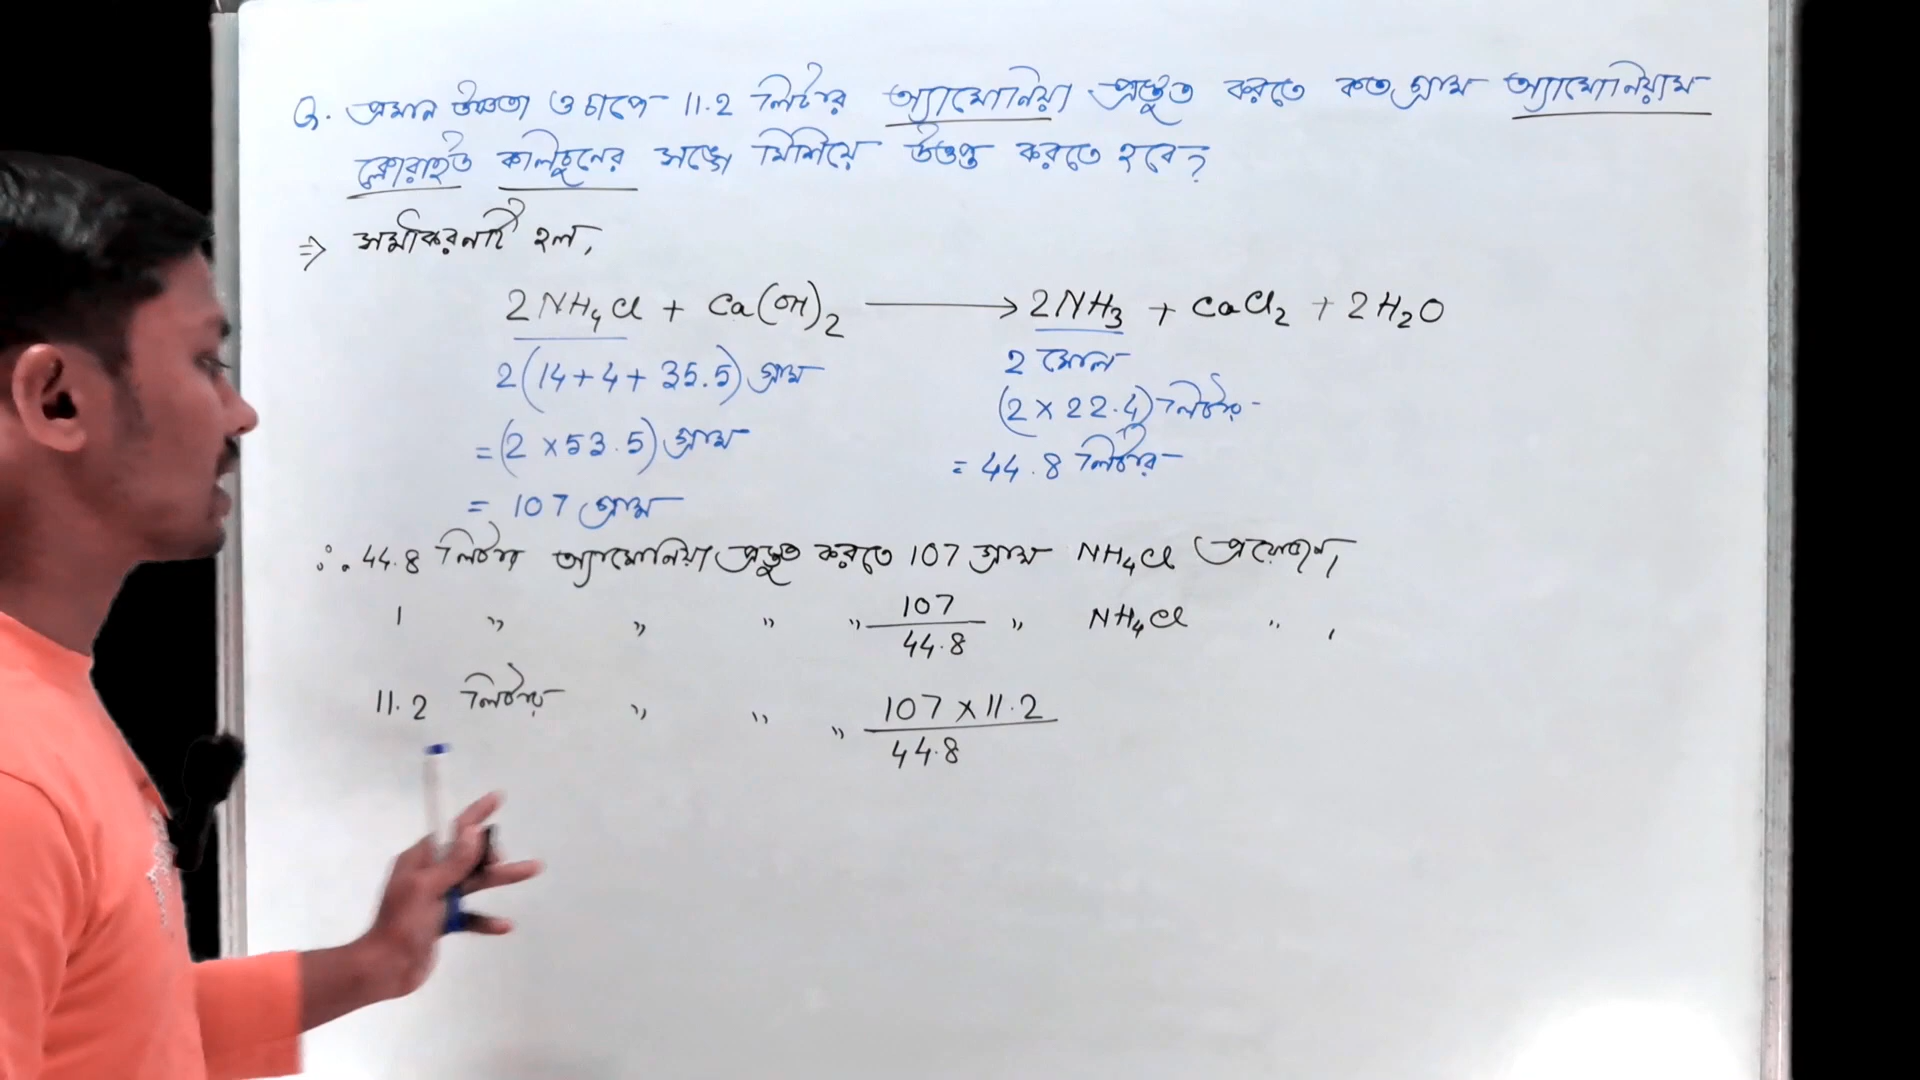 Q. প্রমান উষ্ণতা ও চাপে 11.2 লিটার অ্যামোনিয়া প্রস্তুত করতে কত গ্রাম অ্যামোনিয়াম
ক্লোরাইড কলিচুনের সঙ্গে মিশিয়ে উত্তপ্ত করতে হবে?
⇒ সমীকরনটি হল,
2NH₄Cl + Ca(OH)₂ ⟶ 2NH₃ + CaCl₂ + 2H₂O
2(14+4+35.5) গ্রাম 2 মোল
= (2×53.5) গ্রাম (2×22.4) লিটার
= 107 গ্রাম = 44.8 লিটার
∴ 44.8 লিটার অ্যামোনিয়া প্রস্তুত করতে 107 গ্রাম NH₄Cl প্রয়োজন,
1 " " " " 107/44.8 " NH₄Cl " ,
11.2 লিটার " " " 107×11.2/44.8